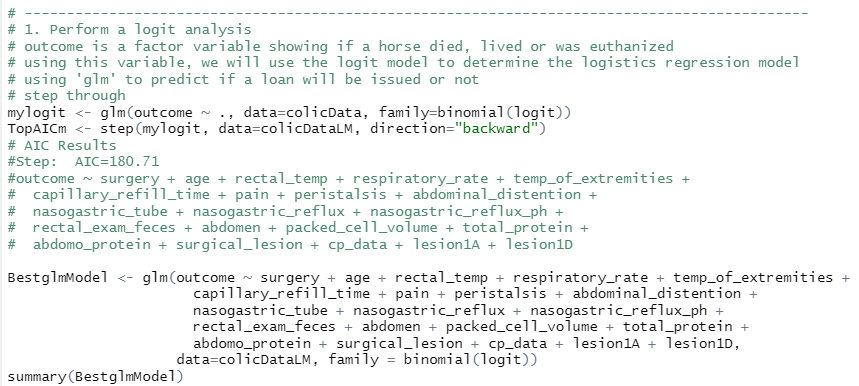 # -----------------------------------------------------------------------------------
# 1. Perform a logit analysis
# outcome is a factor variable showing if a horse died, lived or was euthanized
# using this variable, we will use the logit model to determine the logistics regression model
# using 'glm' to predict if a loan will be issued or not
# step through
mylogit <- glm(outcome ~ ., data=colicData, family=binomial(logit))
TopAICm <- step(mylogit, data=colicDataLM, direction="backward")
# AIC Results
#Step:  AIC=180.71
#outcome ~ surgery + age + rectal_temp + respiratory_rate + temp_of_extremities +
#  capillary_refill_time + pain + peristalsis + abdominal_distention +
#  nasogastric_tube + nasogastric_reflux + nasogastric_reflux_ph +
#  rectal_exam_feces + abdomen + packed_cell_volume + total_protein +
#  abdomo_protein + surgical_lesion + cp_data + lesion1A + lesion1D
BestglmModel <- glm(outcome ~ surgery + age + rectal_temp + respiratory_rate + temp_of_extremities +
capillary_refill_time + pain + peristalsis + abdominal_distention +
nasogastric_tube + nasogastric_reflux + nasogastric_reflux_ph +
rectal_exam_feces + abdomen + packed_cell_volume + total_protein +
abdomo_protein + surgical_lesion + cp_data + lesion1A + lesion1D,
data=colicDataLM, family = binomial(logit))
summary(BestglmModel)